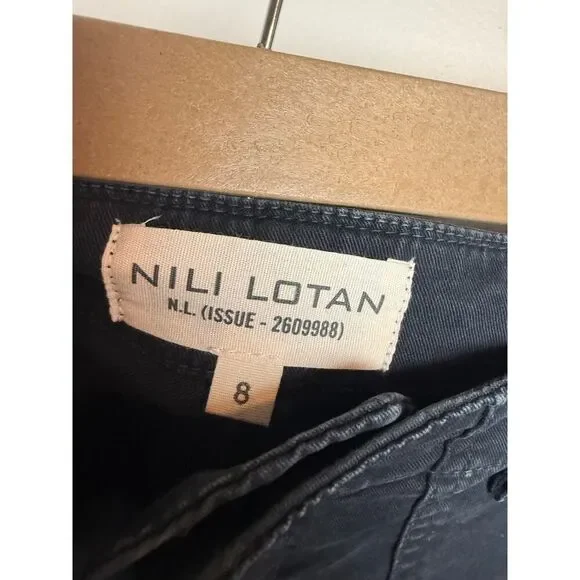 NILI LOTAN
N.L. (ISSUE - 2609988)
8